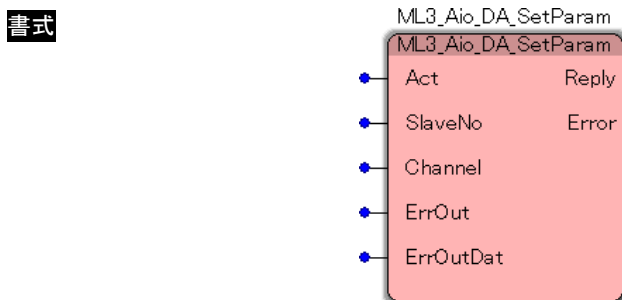 書式
ML3_Aio_DA_SetParam
ML3_Aio_DA_SetParam
Act Reply
SlaveNo Error
Channel
ErrOut
ErrOutDat